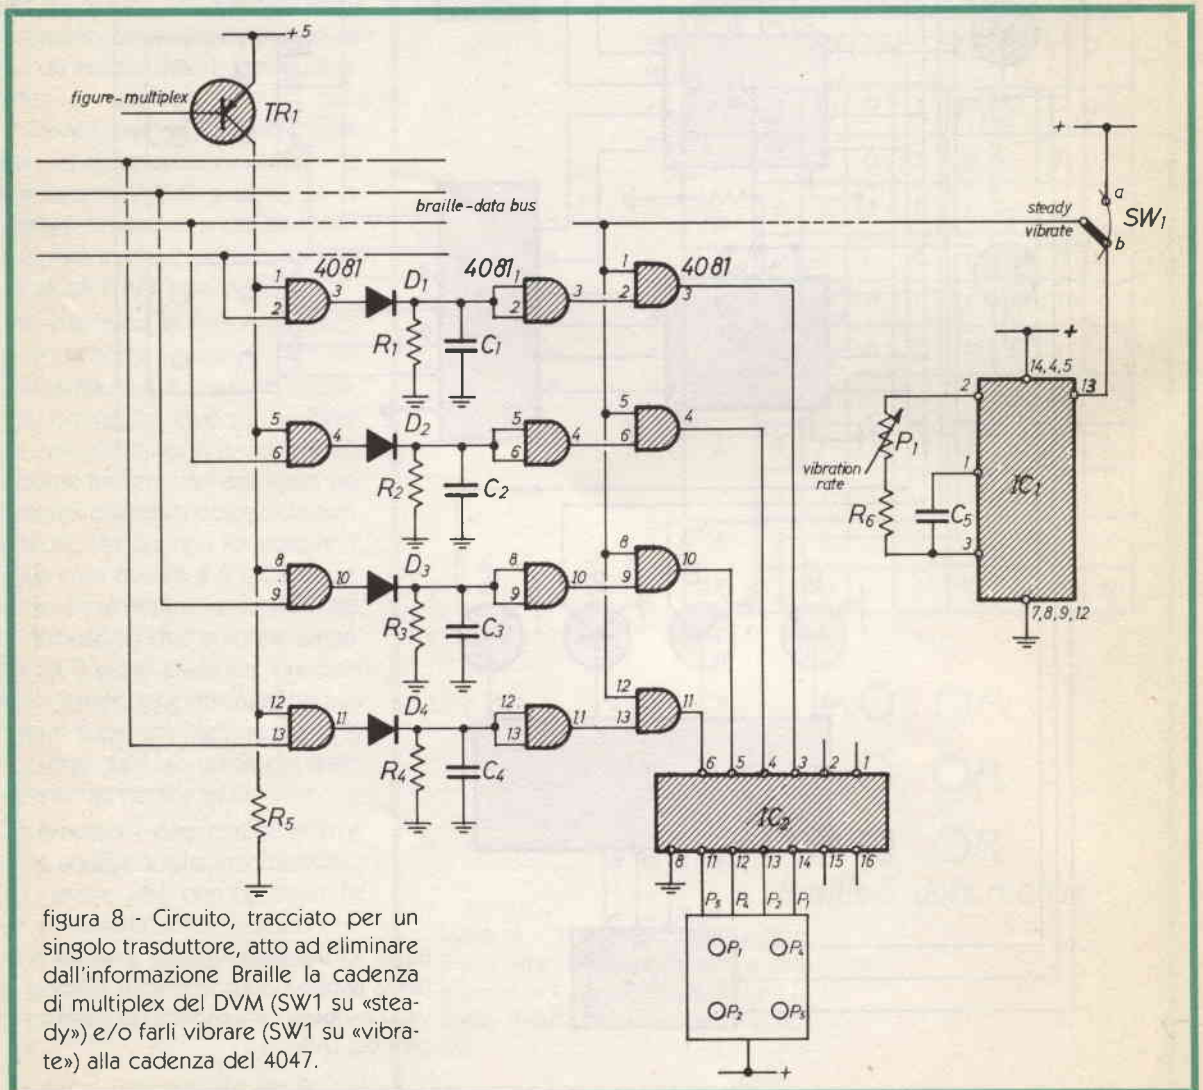 +5
figure-multiplex
TR1
braille-data bus
+
a
steady
vibrate
SW1
b
4081
4081
4081
1
2
3
D1
R1
C1
1
2
3
1
2
3
5
6
4
D2
R2
C2
5
6
4
5
6
4
8
9
10
D3
R3
C3
8
9
10
8
9
10
12
13
11
D4
R4
C4
12
13
11
12
13
11
R5
+
14,4,5
2
13
P1
vibration
rate
R6
C5
1
3
IC1
7,8,9,12
6 5 4 3 2 1
IC2
8 11 12 13 14 15 16
P5 P4 P2 P1
P1 P4
P2 P5
+
figura 8 - Circuito, tracciato per un
singolo trasduttore, atto ad eliminare
dall'informazione Braille la cadenza
di multiplex del DVM (SW1 su «stea-
dy») e/o farli vibrare (SW1 su «vibra-
te») alla cadenza del 4047.